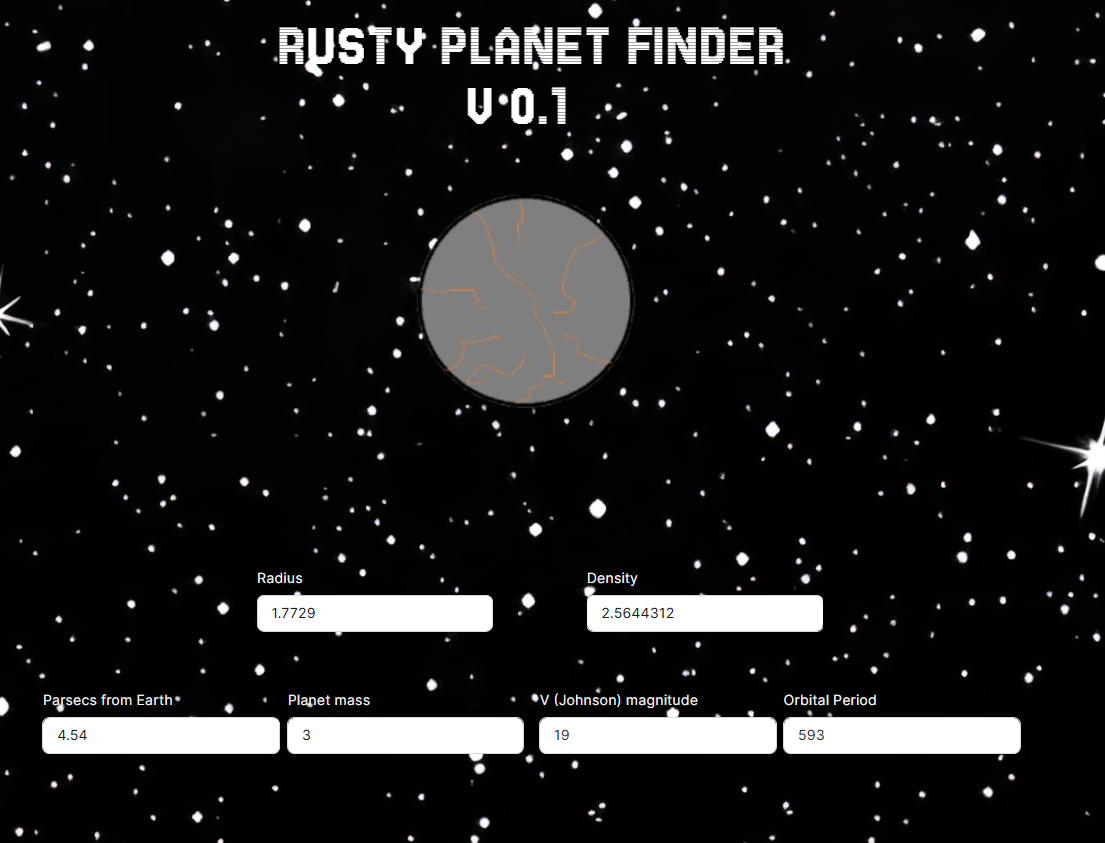 RUSTY PLANET FINDER
V 0.1
Radius
Density
1.7729
2.5644312
Parsecs from Earth
Planet mass
V (Johnson) magnitude
Orbital Period
4.54
3
19
593